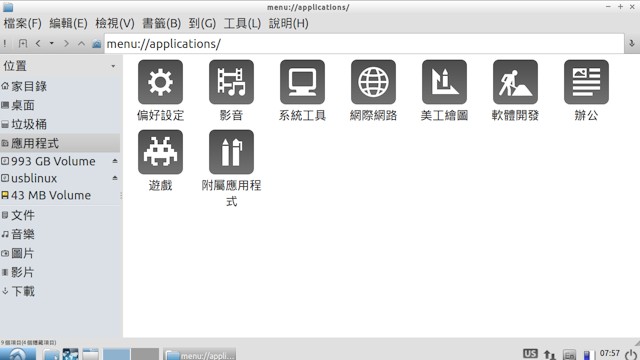 menu://applications/
檔案(F) 編輯(E) 檢視(V) 書籤(B) 到(G) 工具(L) 說明(H)
menu://applications/
位置
家目錄
桌面
垃圾桶
應用程式
993 GB Volume
usblinux
43 MB Volume
文件
音樂
圖片
影片
下載
偏好設定 影音 系統工具 網際網路 美工繪圖 軟體開發 辦公
遊戲 附屬應用程
式
9個項目(4個隱藏項目)
menu://appli...
US
07:57